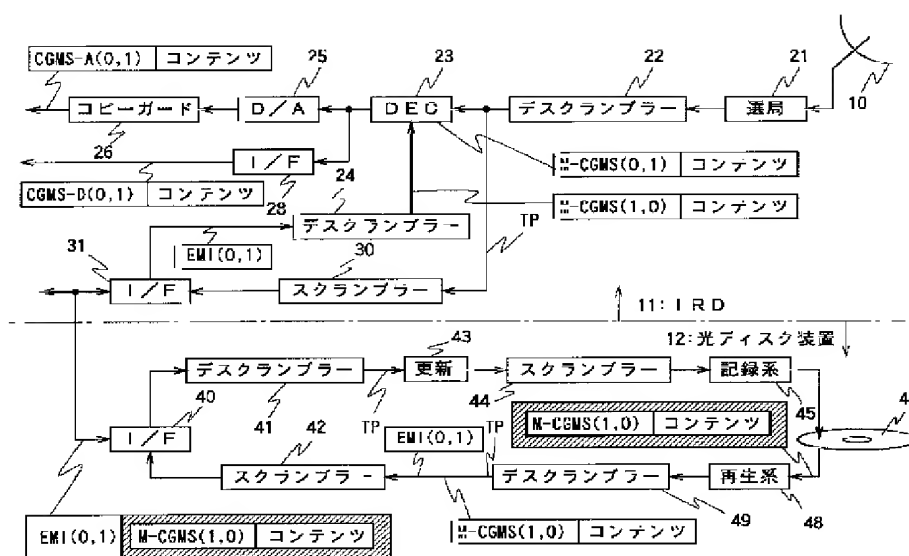 CGMS-A(0,1) コンテンツ
25
23
22
21
コピーガード
D/A
DEC
デスクランブラー
選局
10
26
I/F
24
M-CGMS(0,1) コンテンツ
CGMS-D(0,1) コンテンツ
28
デスクランブラー
M-CGMS(1,0) コンテンツ
31
EMI(0,1)
30
TP
I/F
スクランブラー
11:IRD
12:光ディスク装置
43
デスクランブラー
更新
スクランブラー
記録系
40
I/F
41
42
TP
EMI(0,1)
TP
44
M-CGMS(1,0) コンテンツ
45
4
スクランブラー
デスクランブラー
再生系
EMI(0,1) M-CGMS(1,0) コンテンツ
M-CGMS(1,0) コンテンツ
49
48